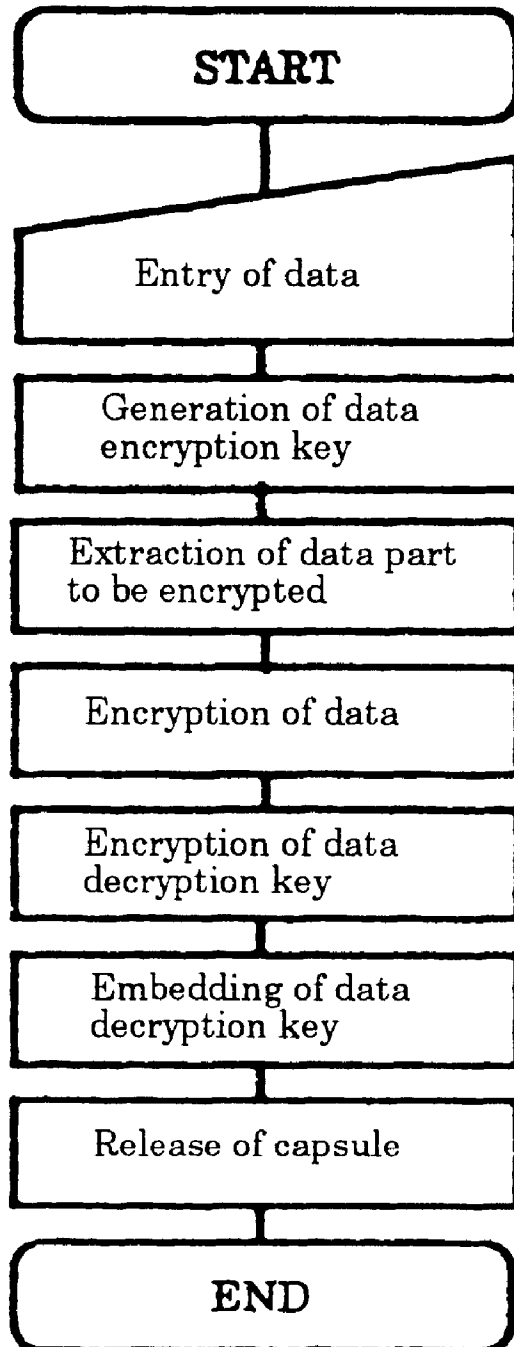 START
Entry of data
Generation of data
encryption key
Extraction of data part
to be encrypted
Encryption of data
Encryption of data
decryption key
Embedding of data
decryption key
Release of capsule
END